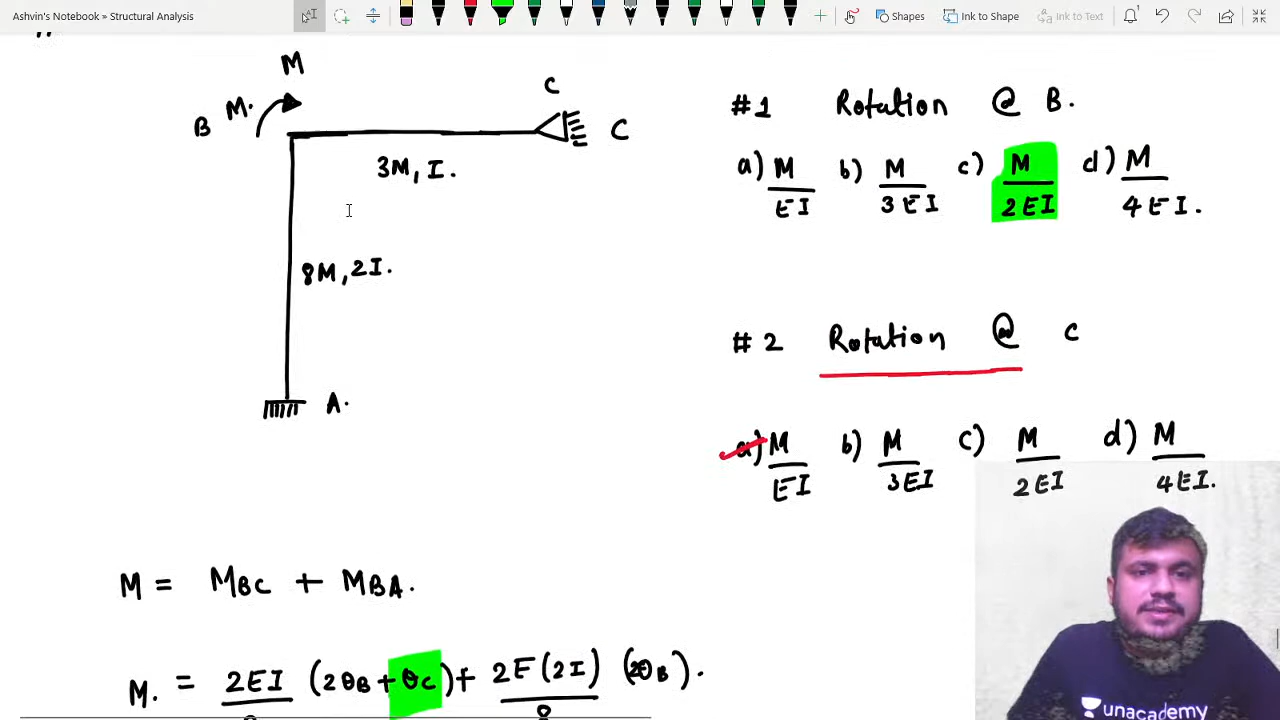 Ashvin's Notebook » Structural Analysis
Shapes
Ink to Shape
Ink to Text
M
M.
B
C
C
3M, I.
8M, 2I.
A.
#1 Rotation @ B.
a) M/EI b) M/3EI c) M/2EI d) M/4EI.
#2 Rotation @ C
a) M/EI b) M/3EI c) M/2EI d) M/4EI.
M = MBC + MBA.
M. = 2EI (2θB + θC) + 2E(2I)/8 (2θB).
unacademy